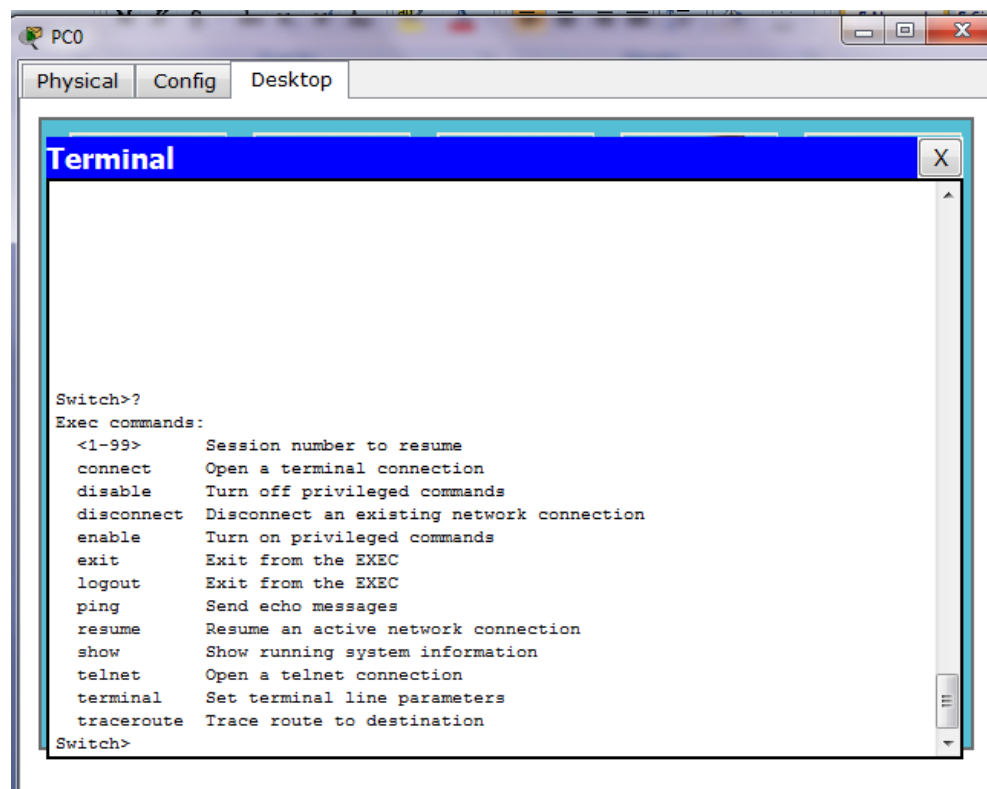 PC0
Physical Config Desktop
Terminal X
Switch>?
Exec commands:
<1-99> Session number to resume
connect Open a terminal connection
disable Turn off privileged commands
disconnect Disconnect an existing network connection
enable Turn on privileged commands
exit Exit from the EXEC
logout Exit from the EXEC
ping Send echo messages
resume Resume an active network connection
show Show running system information
telnet Open a telnet connection
terminal Set terminal line parameters
traceroute Trace route to destination
Switch>